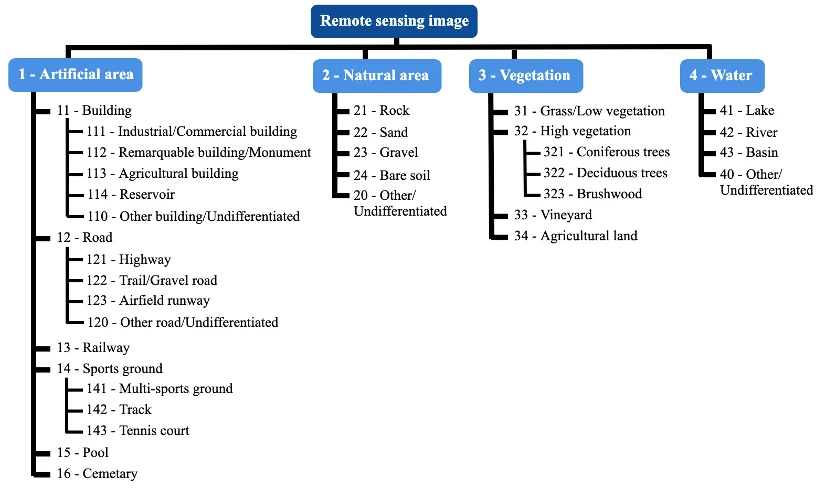 Remote sensing image
1 - Artificial area
11 - Building
111 - Industrial/Commercial building
112 - Remarquable building/Monument
113 - Agricultural building
114 - Reservoir
110 - Other building/Undifferentiated
12 - Road
121 - Highway
122 - Trail/Gravel road
123 - Airfield runway
120 - Other road/Undifferentiated
13 - Railway
14 - Sports ground
141 - Multi-sports ground
142 - Track
143 - Tennis court
15 - Pool
16 - Cemetary
2 - Natural area
21 - Rock
22 - Sand
23 - Gravel
24 - Bare soil
20 - Other/
Undifferentiated
3 - Vegetation
31 - Grass/Low vegetation
32 - High vegetation
321 - Coniferous trees
322 - Deciduous trees
323 - Brushwood
33 - Vineyard
34 - Agricultural land
4 - Water
41 - Lake
42 - River
43 - Basin
40 - Other/
Undifferentiated